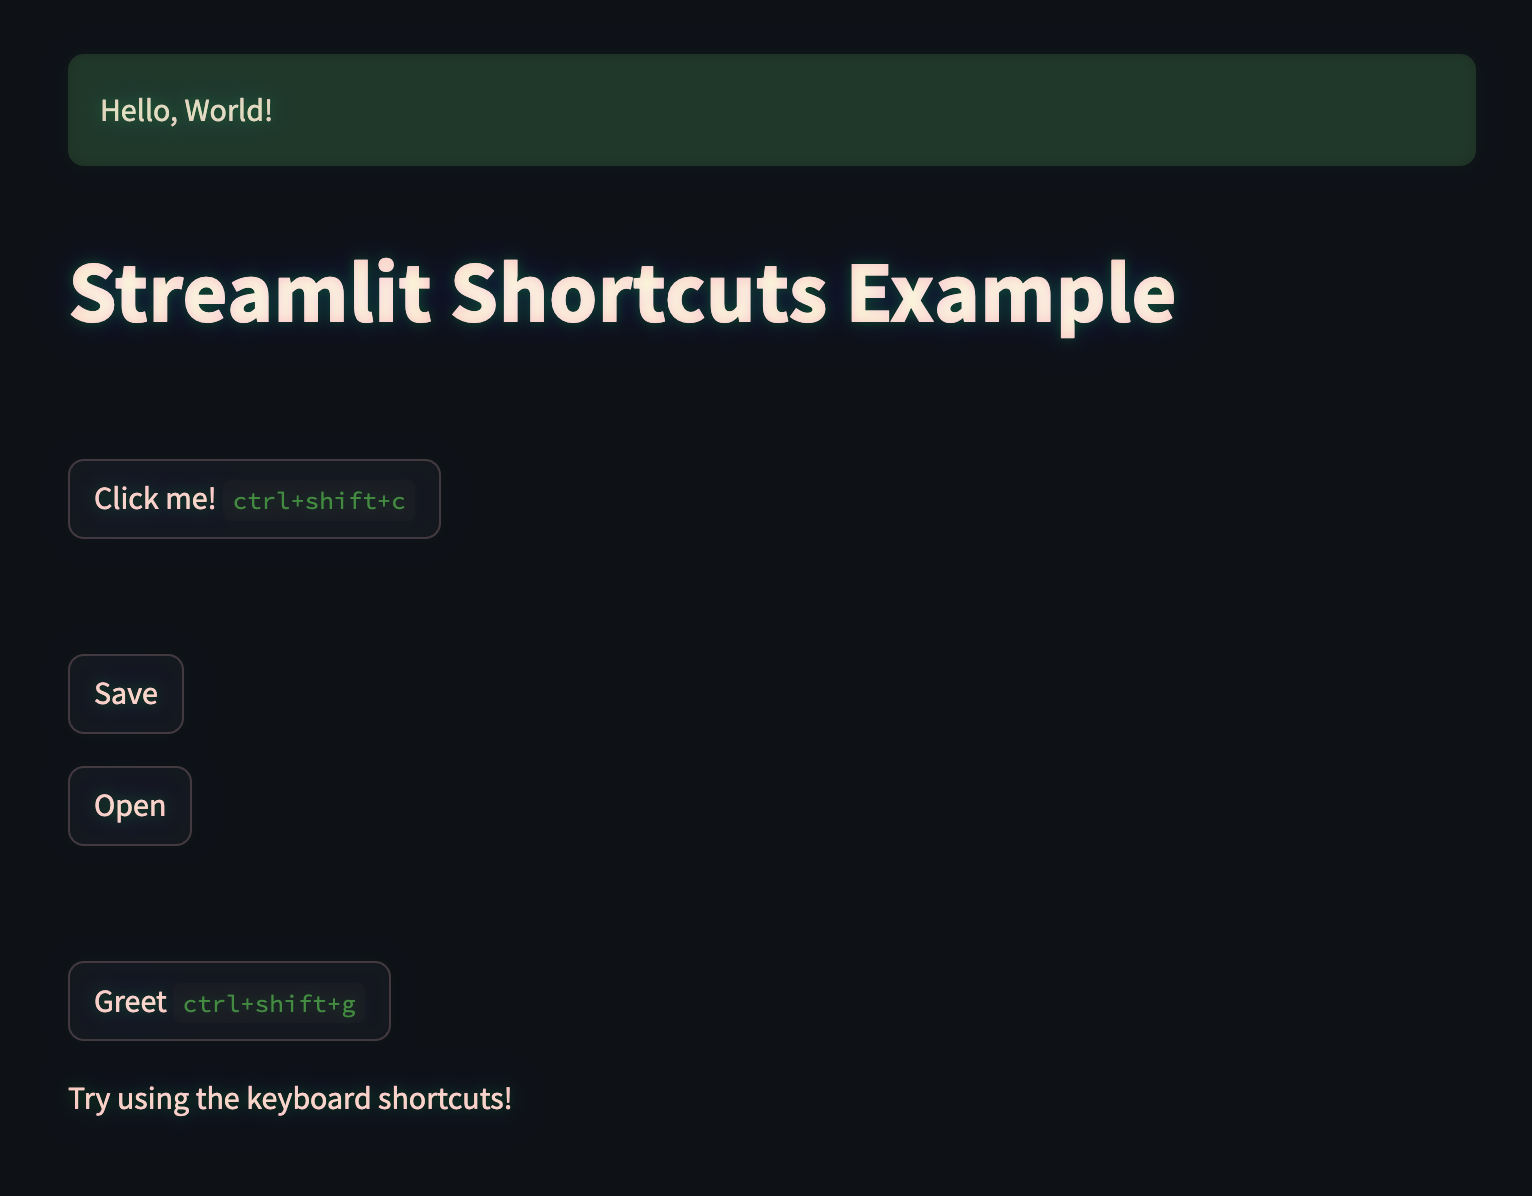 Hello, World!
Streamlit Shortcuts Example
Click me! ctrl+shift+c
Save
Open
Greet ctrl+shift+g
Try using the keyboard shortcuts!